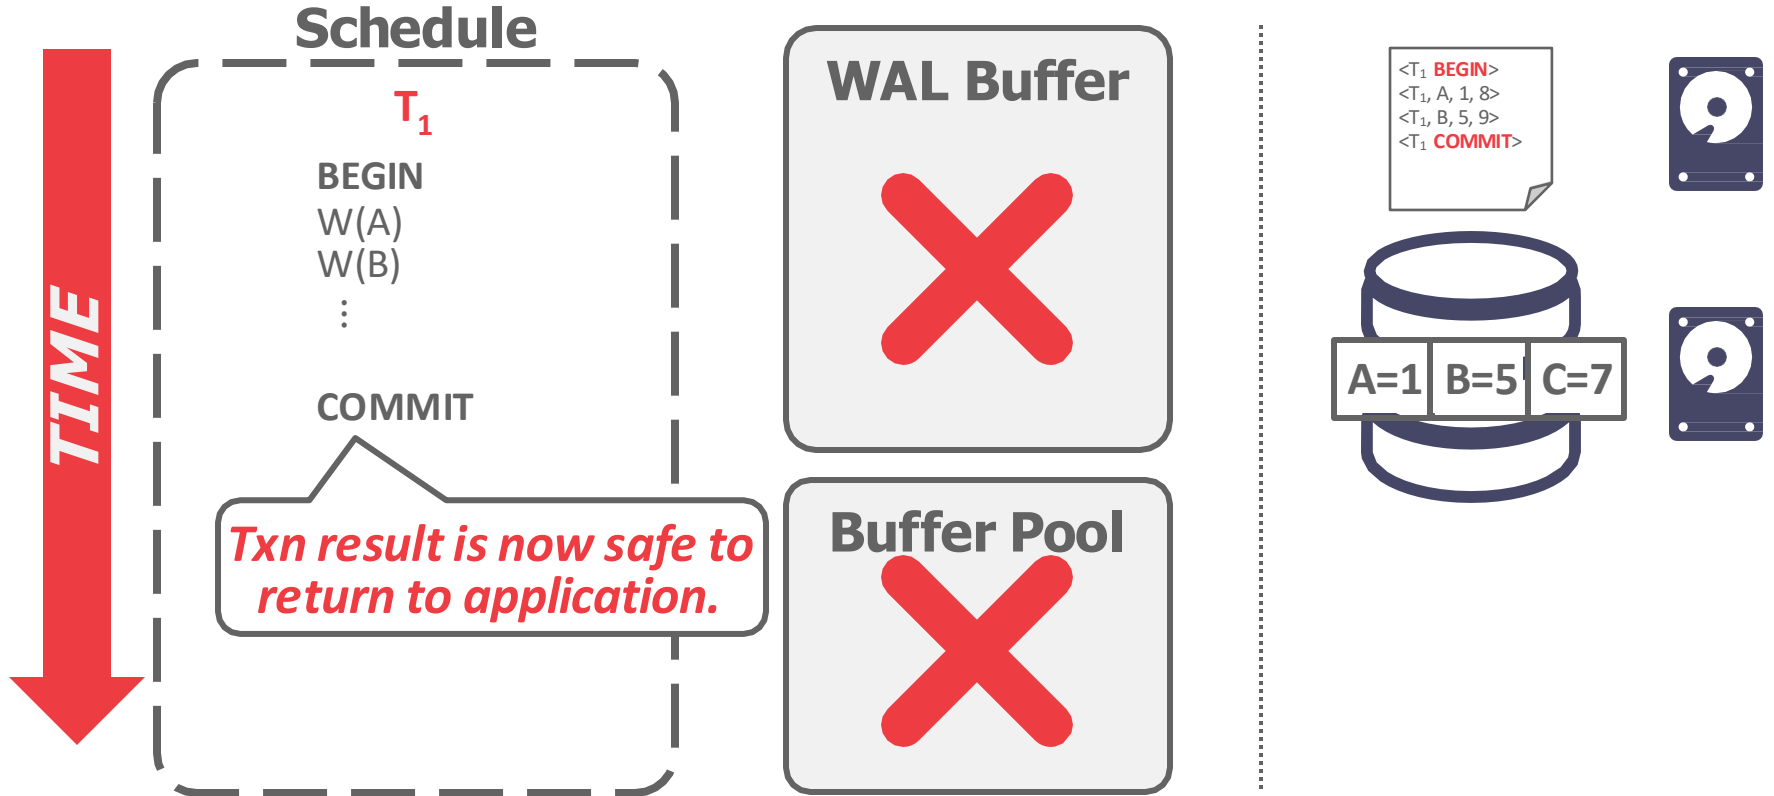 Schedule
TIME
T₁
BEGIN
W(A)
W(B)
⋮
COMMIT
Txn result is now safe to
return to application.
WAL Buffer
Buffer Pool
<T₁ BEGIN>
<T₁, A, 1, 8>
<T₁, B, 5, 9>
<T₁ COMMIT>
A=1 B=5 C=7